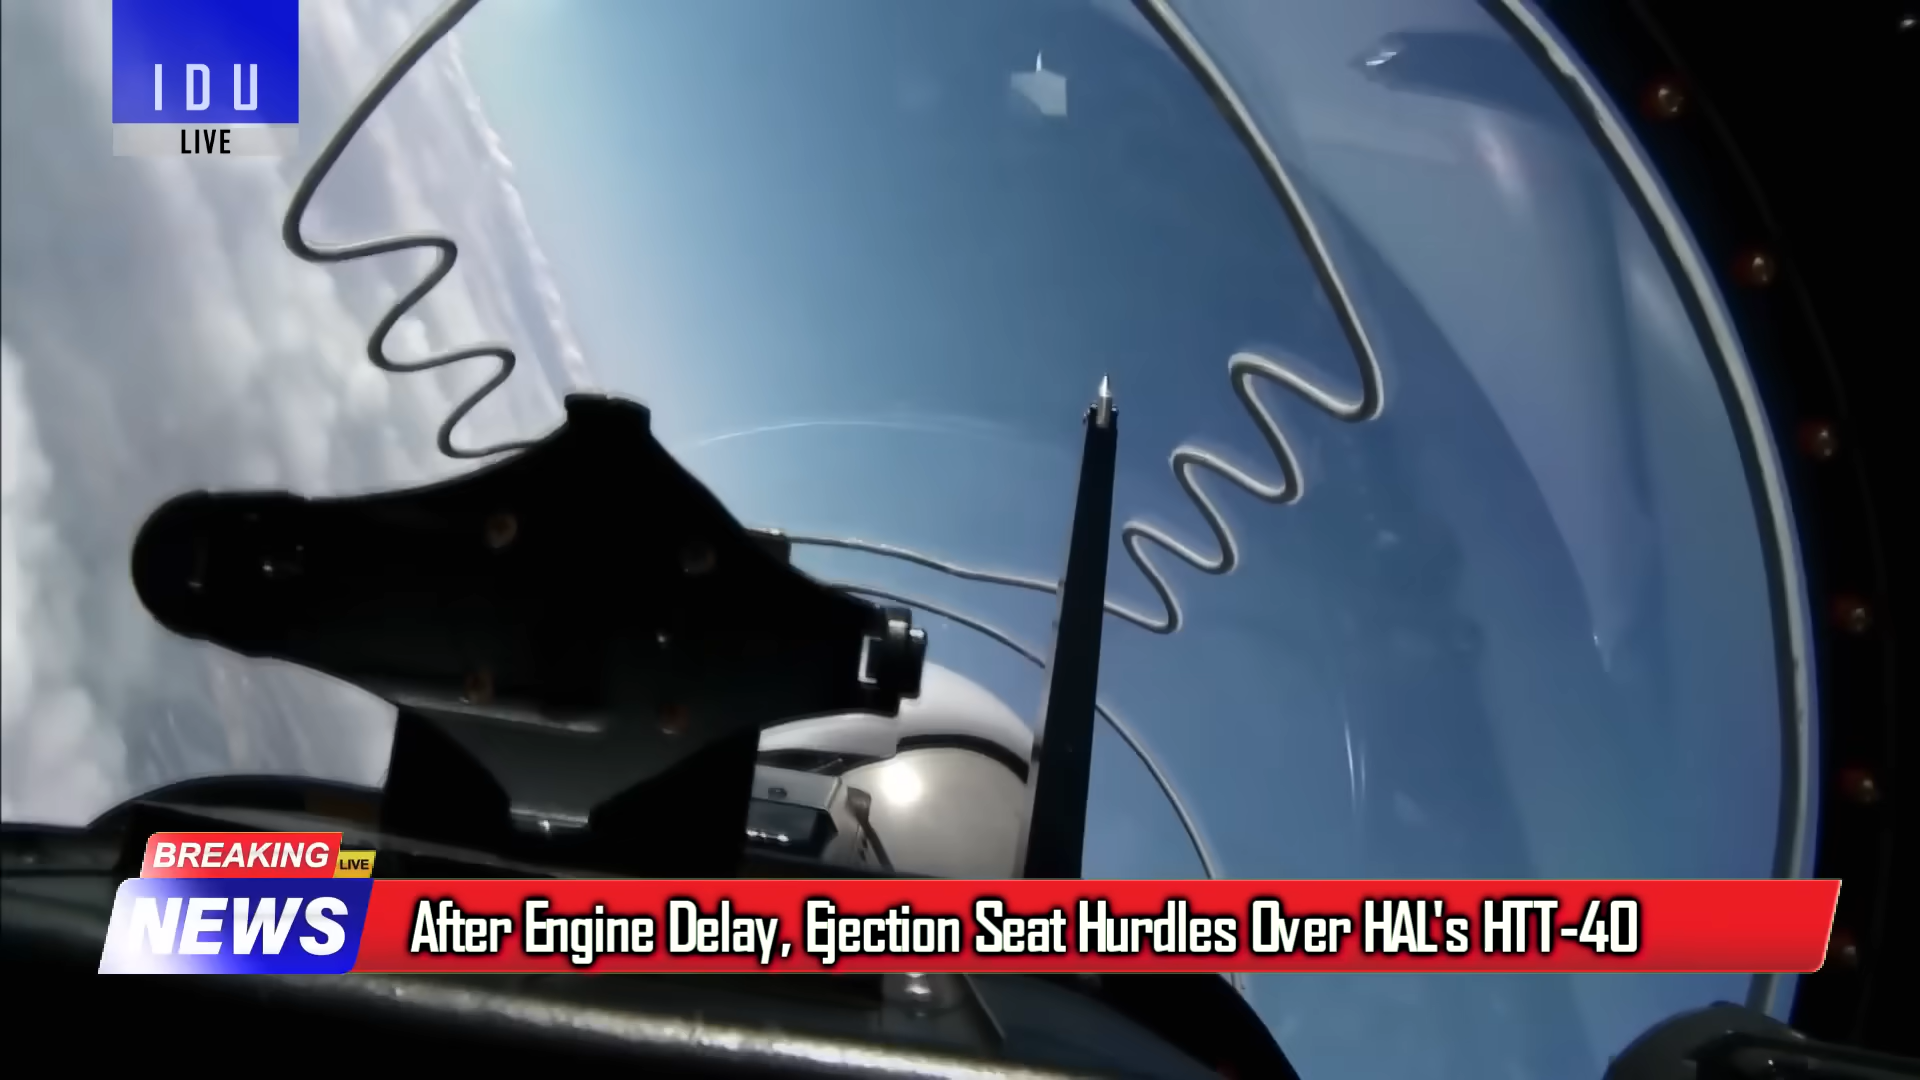 IDU
LIVE
BREAKING
LIVE
NEWS
After Engine Delay, Ejection Seat Hurdles Over HAL's HTT-40